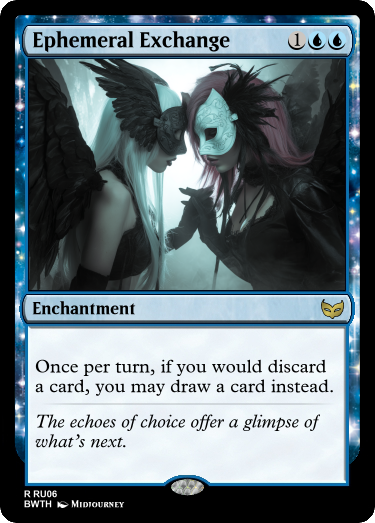 Ephemeral Exchange 1
Enchantment
Once per turn, if you would discard
a card, you may draw a card instead.
The echoes of choice offer a glimpse of
what's next.
R RU06
BWTH Midjourney